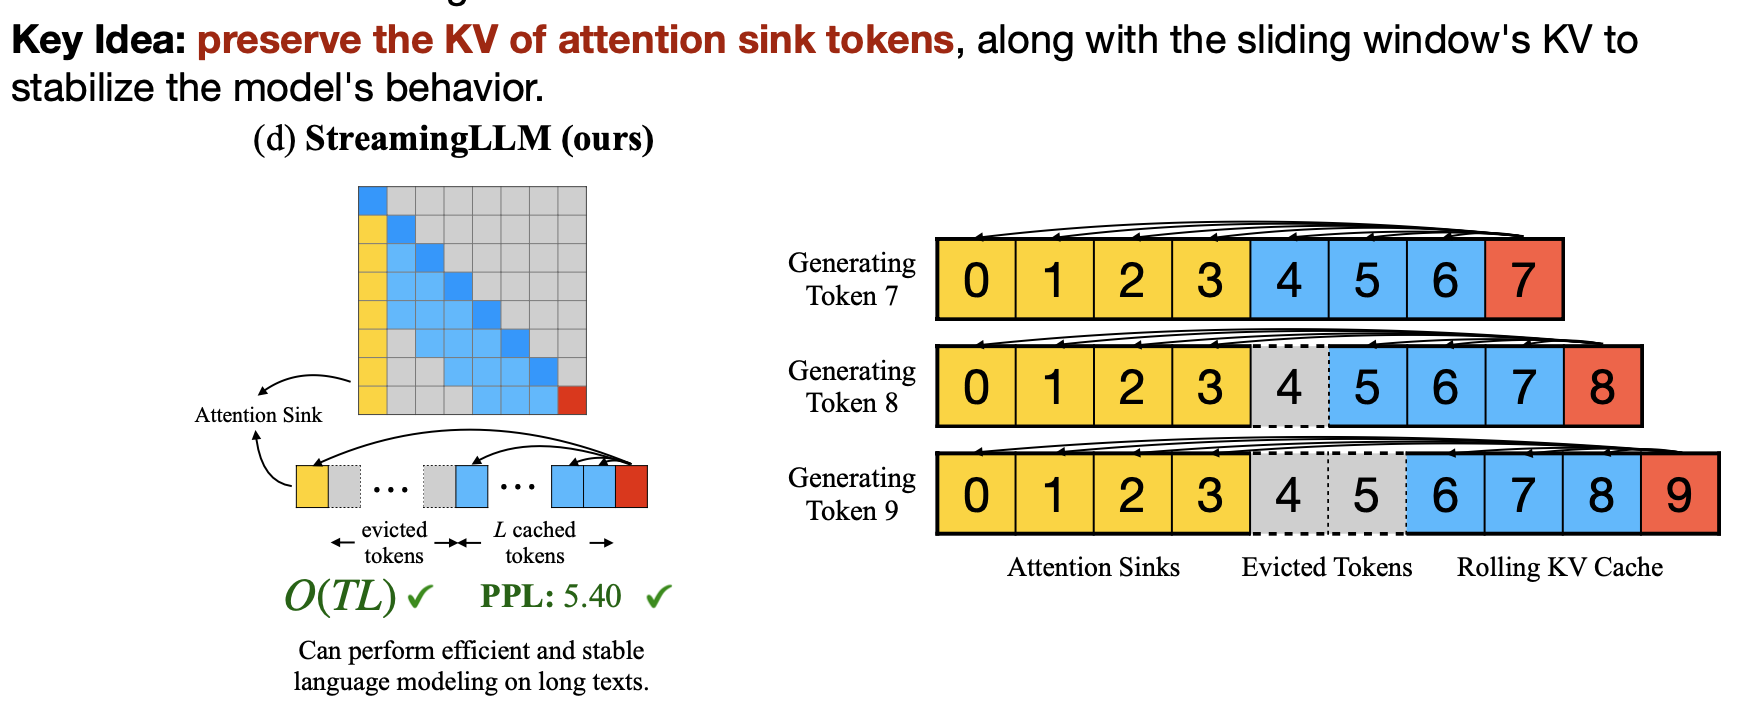 Key Idea: preserve the KV of attention sink tokens, along with the sliding window's KV to
stabilize the model's behavior.
(d) StreamingLLM (ours)
Attention Sink
... ...
evicted
tokens
L cached
tokens
O(TL) ✓ PPL: 5.40 ✓
Can perform efficient and stable
language modeling on long texts.
Generating
Token 7
0 1 2 3 4 5 6 7
Generating
Token 8
0 1 2 3 4 5 6 7 8
Generating
Token 9
0 1 2 3 4 5 6 7 8 9
Attention Sinks Evicted Tokens Rolling KV Cache